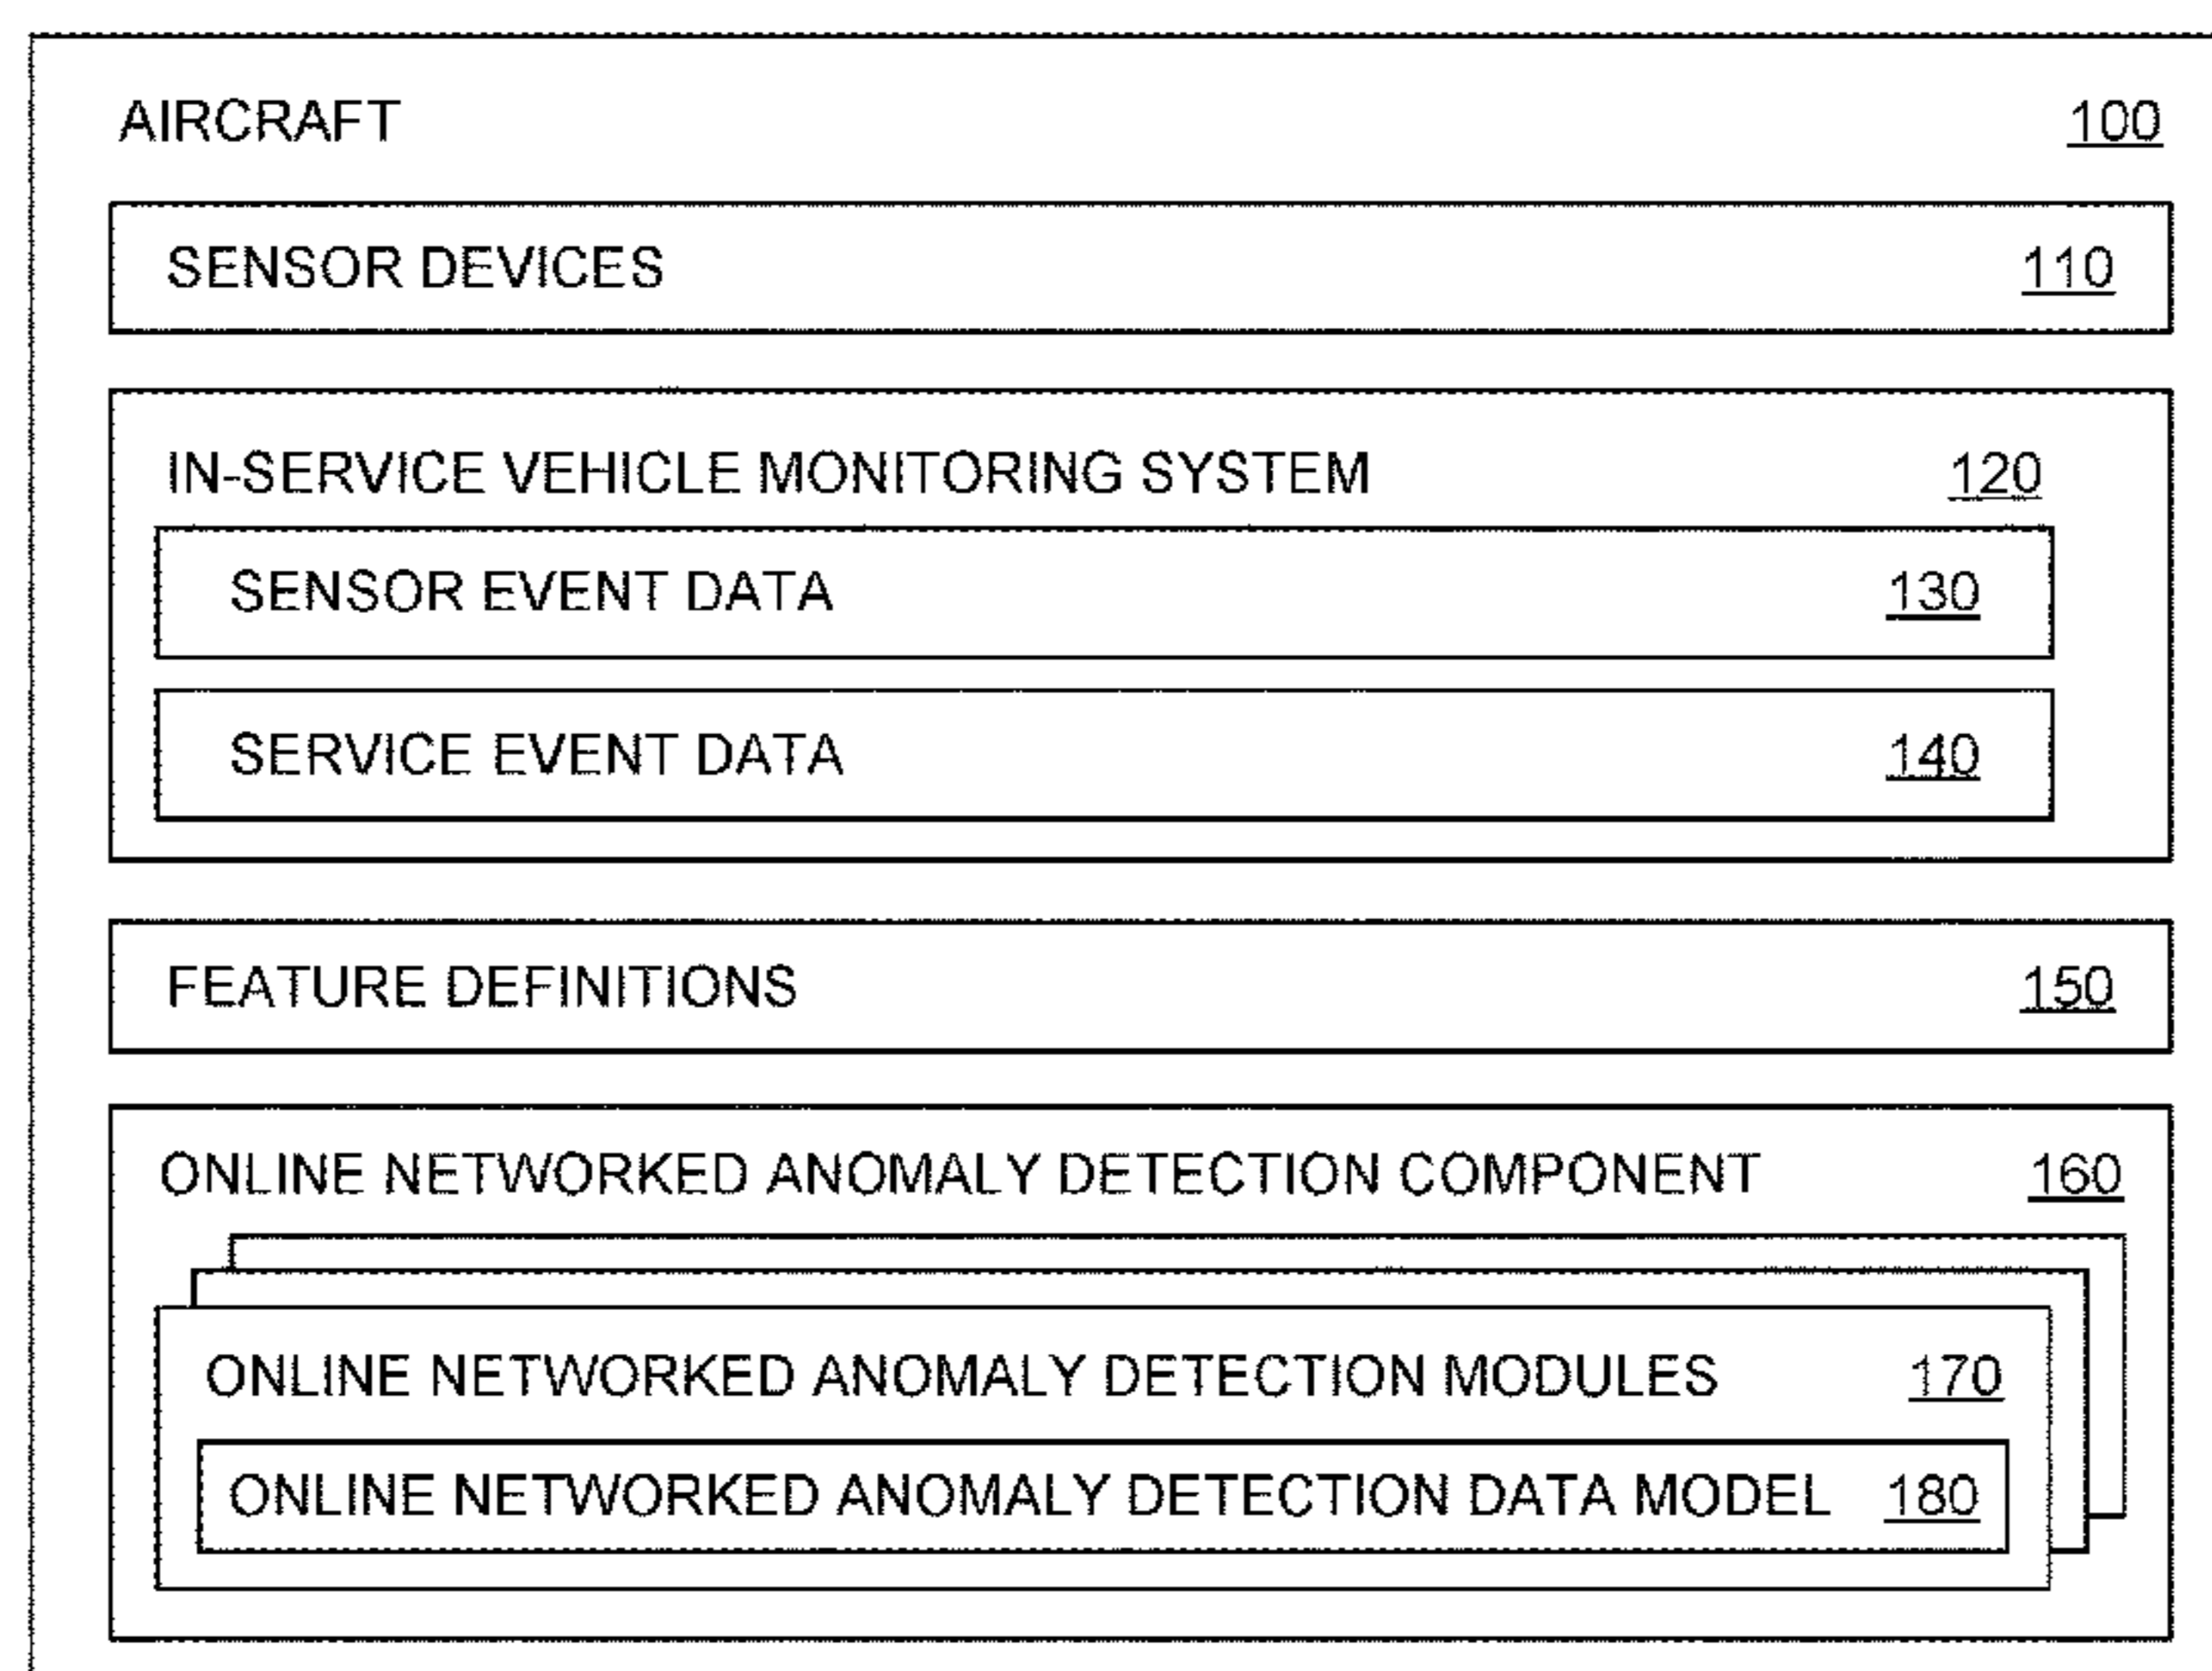 AIRCRAFT 100
SENSOR DEVICES 110
IN-SERVICE VEHICLE MONITORING SYSTEM 120
SENSOR EVENT DATA 130
SERVICE EVENT DATA 140
FEATURE DEFINITIONS 150
ONLINE NETWORKED ANOMALY DETECTION COMPONENT 160
ONLINE NETWORKED ANOMALY DETECTION MODULES 170
ONLINE NETWORKED ANOMALY DETECTION DATA MODEL 180